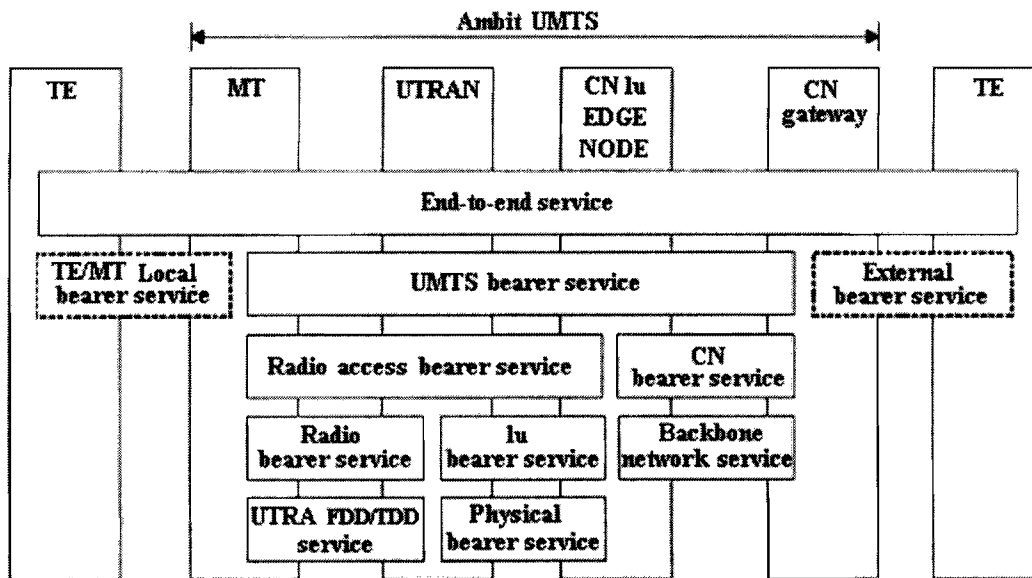 Ambit UMTS
TE
MT
UTRAN
CN Iu
EDGE
NODE
CN
gateway
TE
End-to-end service
TE/MT Local
bearer service
UMTS bearer service
External
bearer service
Radio access bearer service
CN
bearer service
Radio
bearer service
Iu
bearer service
Backbone
network service
UTRA FDD/TDD
service
Physical
bearer service